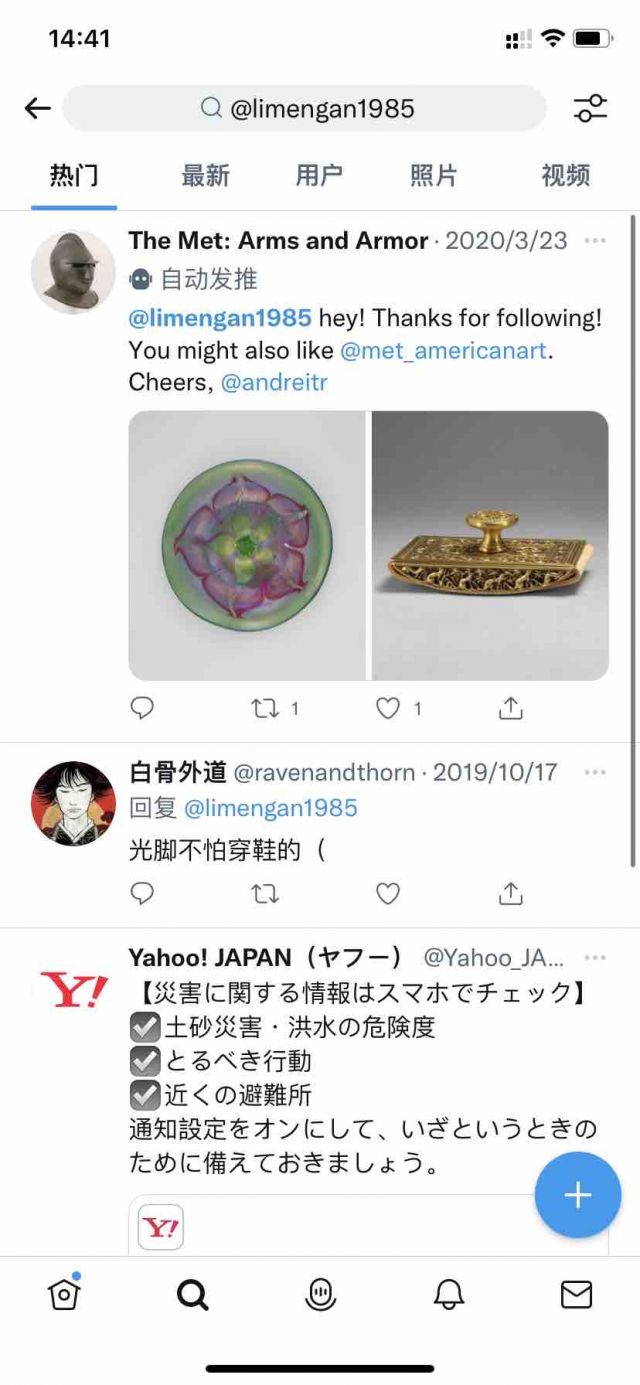 14:41
@limengan1985
热门 最新 用户 照片 视频
The Met: Arms and Armor · 2020/3/23
自动发推
@limengan1985 hey! Thanks for following!
You might also like @met_americanart.
Cheers, @andreitr
1 1
白骨外道 @ravenandthorn · 2019/10/17
回复 @limengan1985
光脚不怕穿鞋的（
Yahoo! JAPAN（ヤフー） @Yahoo_JA...
Y!
【災害に関する情報はスマホでチェック】
土砂災害・洪水の危険度
とるべき行動
近くの避難所
通知設定をオンにして、いざというときの
ために備えておきましょう。
Y!